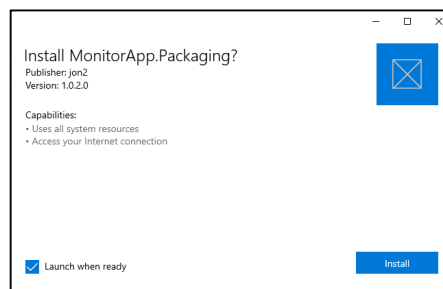 Install MonitorApp.Packaging?
Publisher: jon2
Version: 1.0.2.0
Capabilities:
• Uses all system resources
• Access your Internet connection
Launch when ready
Install